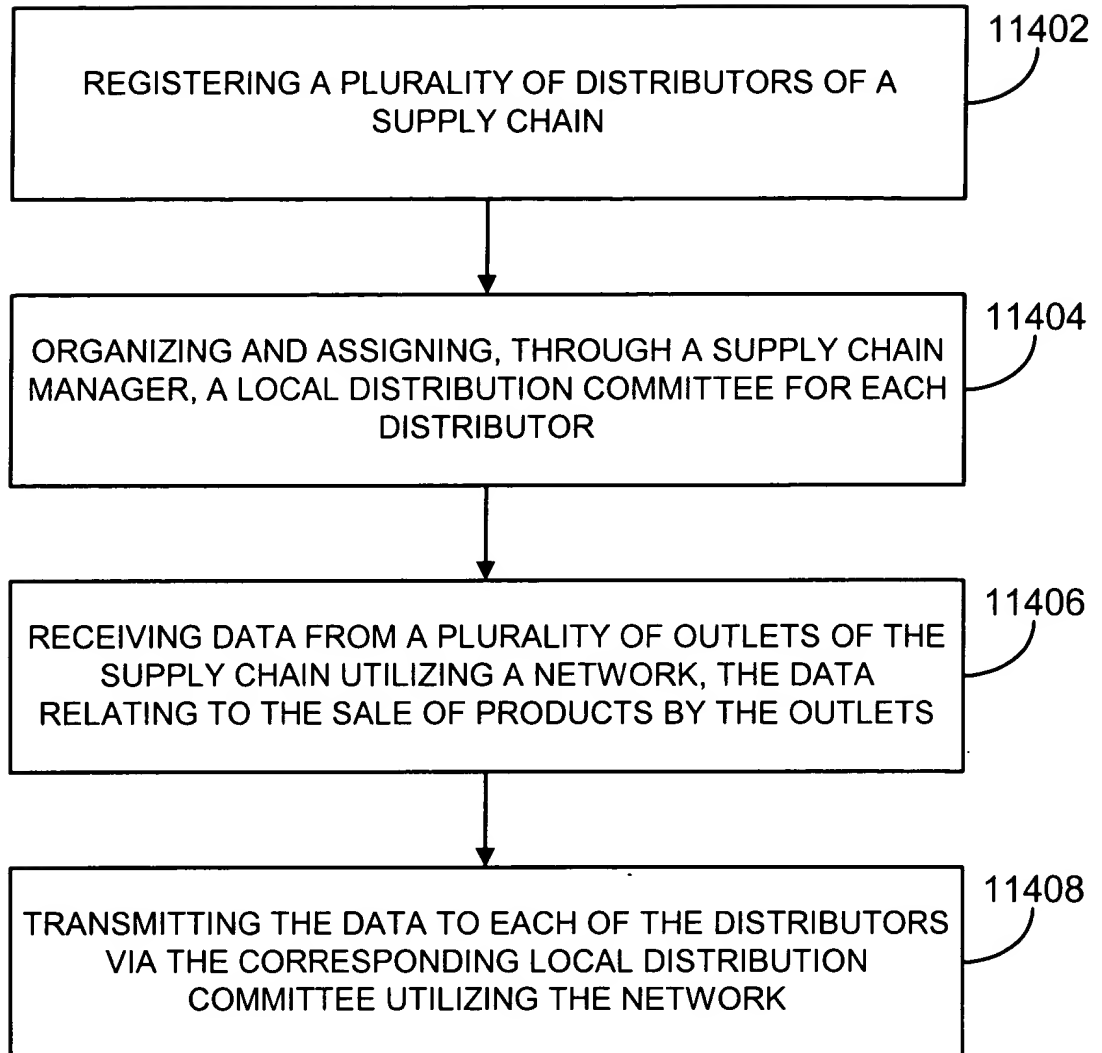 11402
REGISTERING A PLURALITY OF DISTRIBUTORS OF A
SUPPLY CHAIN
11404
ORGANIZING AND ASSIGNING, THROUGH A SUPPLY CHAIN
MANAGER, A LOCAL DISTRIBUTION COMMITTEE FOR EACH
DISTRIBUTOR
11406
RECEIVING DATA FROM A PLURALITY OF OUTLETS OF THE
SUPPLY CHAIN UTILIZING A NETWORK, THE DATA
RELATING TO THE SALE OF PRODUCTS BY THE OUTLETS
11408
TRANSMITTING THE DATA TO EACH OF THE DISTRIBUTORS
VIA THE CORRESPONDING LOCAL DISTRIBUTION
COMMITTEE UTILIZING THE NETWORK